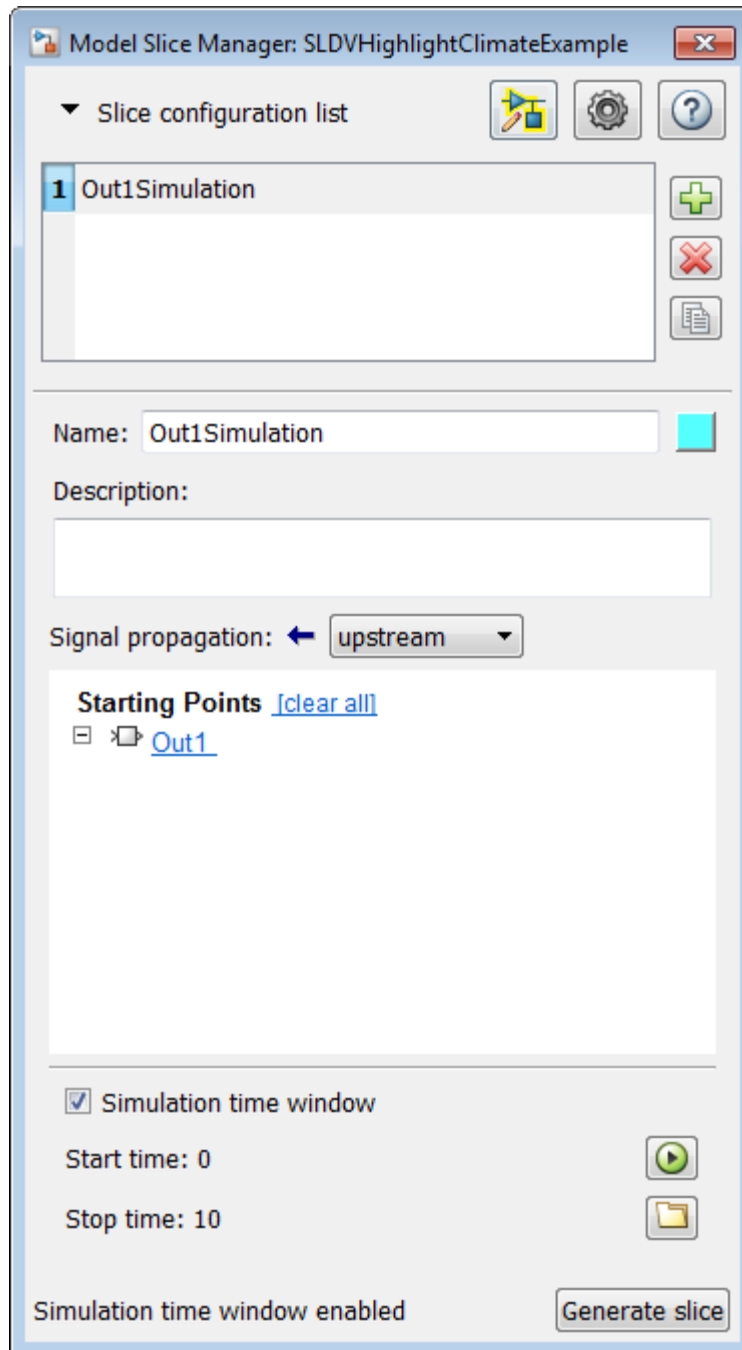 Model Slice Manager: SLDVHighlightClimateExample
Slice configuration list
1 Out1Simulation
Name: Out1Simulation
Description:
Signal propagation: upstream
Starting Points [clear all]
Out1
Simulation time window
Start time: 0
Stop time: 10
Simulation time window enabled Generate slice